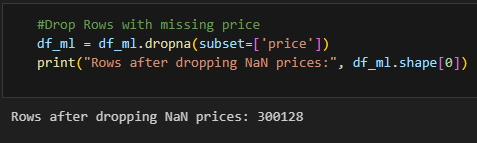 #Drop Rows with missing price
df_ml = df_ml.dropna(subset=['price'])
print("Rows after dropping NaN prices:", df_ml.shape[0])
Rows after dropping NaN prices: 300128